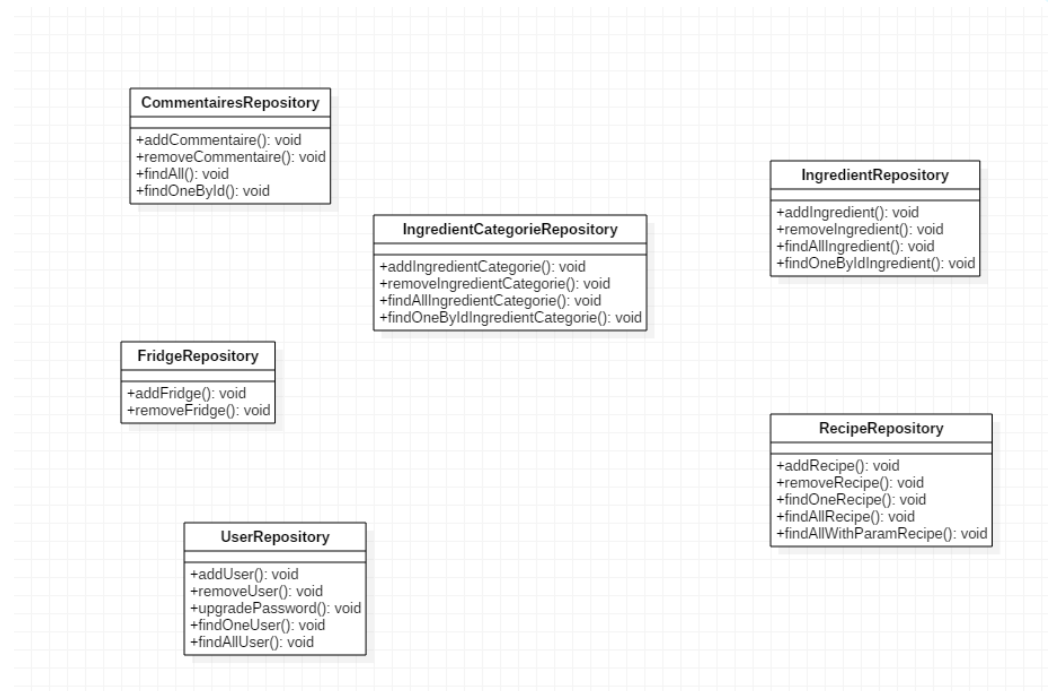 CommentairesRepository
+addCommentaire(): void
+removeCommentaire(): void
+findAll(): void
+findOneById(): void
IngredientRepository
+addIngredient(): void
+removeIngredient(): void
+findAllIngredient(): void
+findOneByIdIngredient(): void
IngredientCategorieRepository
+addIngredientCategorie(): void
+removeIngredientCategorie(): void
+findAllIngredientCategorie(): void
+findOneByIdIngredientCategorie(): void
FridgeRepository
+addFridge(): void
+removeFridge(): void
RecipeRepository
+addRecipe(): void
+removeRecipe(): void
+findOneRecipe(): void
+findAllRecipe(): void
+findAllWithParamRecipe(): void
UserRepository
+addUser(): void
+removeUser(): void
+upgradePassword(): void
+findOneUser(): void
+findAllUser(): void